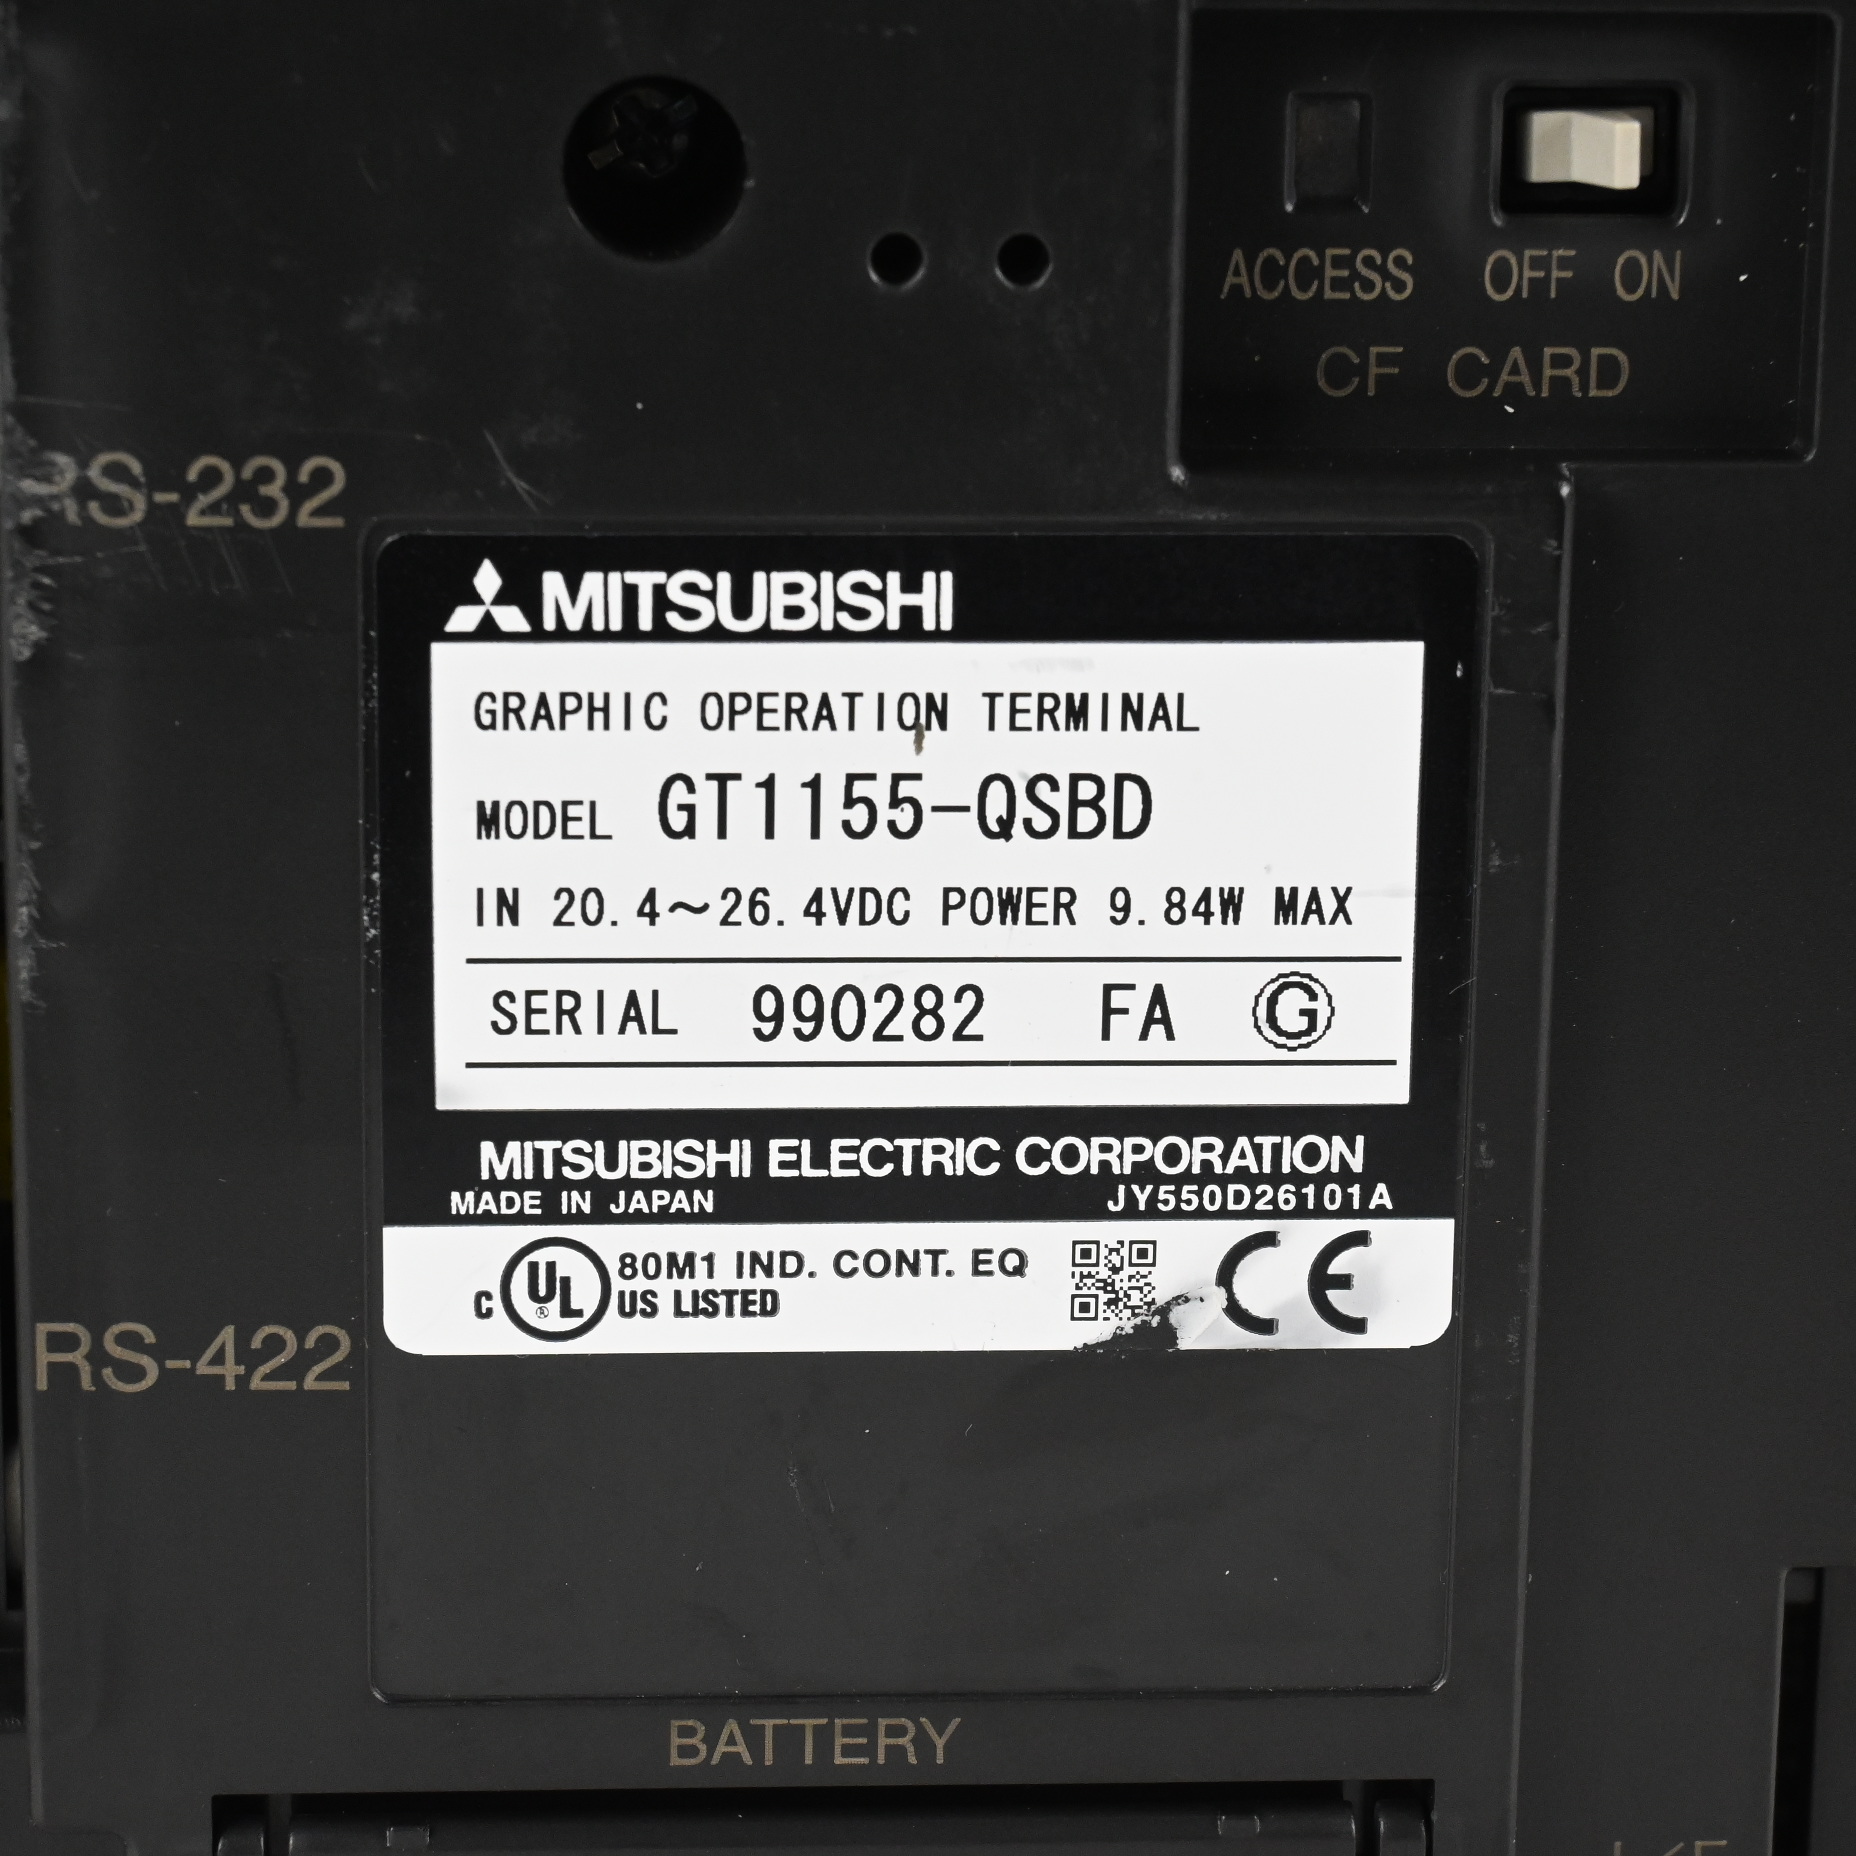 ACCESS OFF ON
CF CARD
RS-232
MITSUBISHI
GRAPHIC OPERATION TERMINAL
MODEL GT1155-QSBD
IN 20.4~26.4VDC POWER 9.84W MAX
SERIAL 990282 FA G
MITSUBISHI ELECTRIC CORPORATION
MADE IN JAPAN JY550D26101A
C UL ® 80M1 IND. CONT. EQ
US LISTED
CE
RS-422
BATTERY